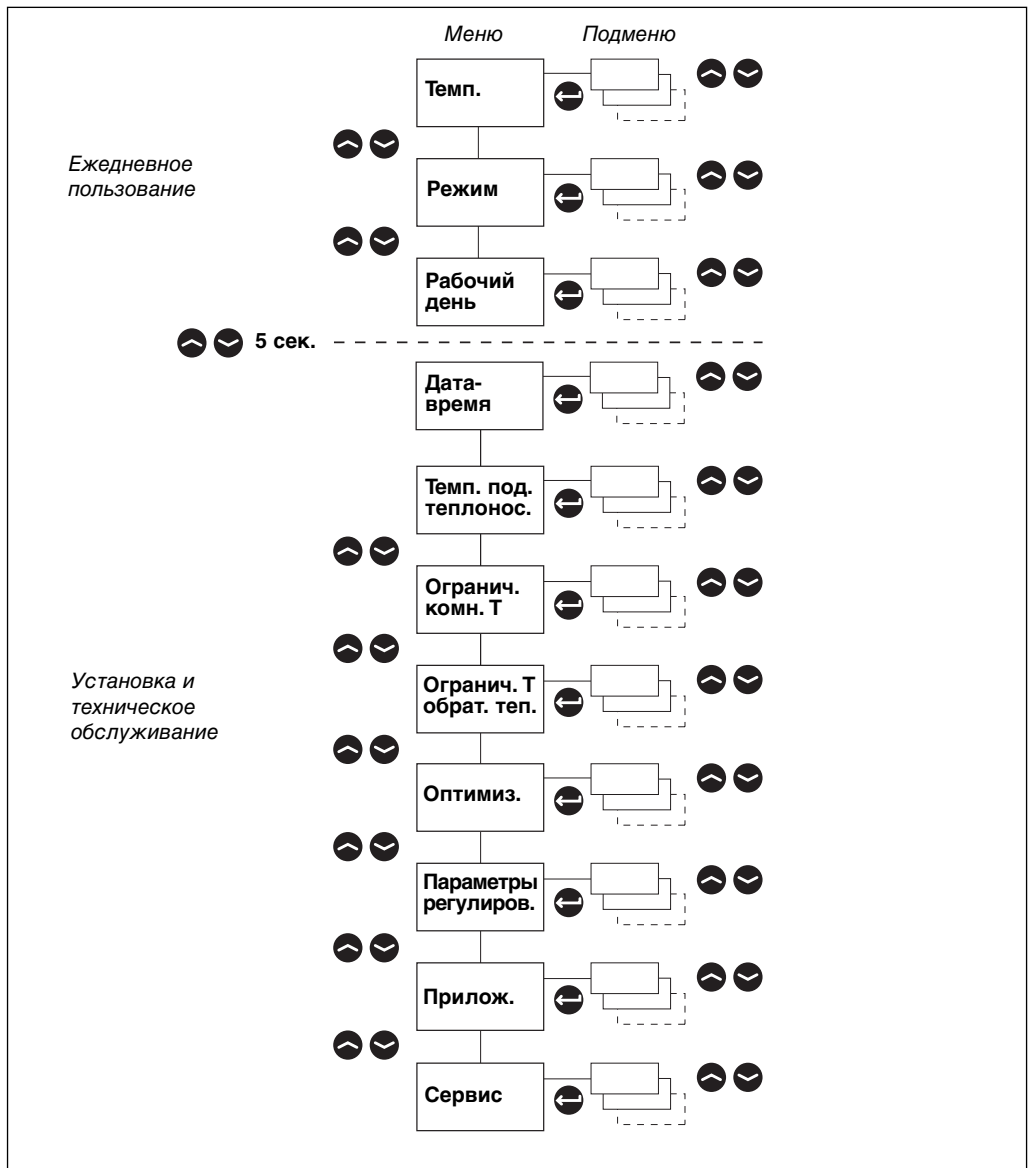 Меню Подменю
Темп.
Ежедневное
пользование
Режим
Рабочий
день
5 сек.
Дата-
время
Темп. под.
теплонос.
Огранич.
комн. Т
Установка и
техническое
обслуживание
Огранич. Т
обрат. теп.
Оптимиз.
Параметры
регулиров.
Прилож.
Сервис